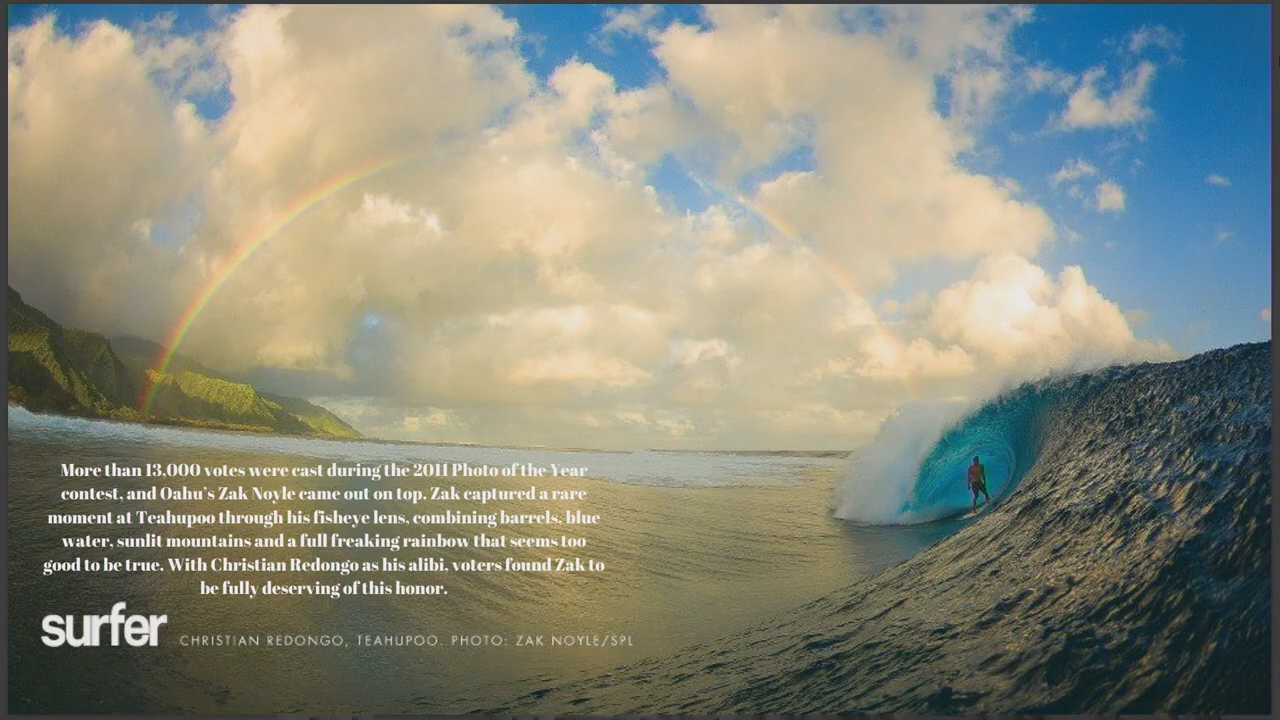 More than 13,000 votes were cast during the 2011 Photo of the Year
contest, and Oahu's Zak Noyle came out on top. Zak captured a rare
moment at Teahupoo through his fisheye lens, combining barrels, blue
water, sunlit mountains and a full freaking rainbow that seems too
good to be true. With Christian Redongo as his alibi, voters found Zak to
be fully deserving of this honor.
surfer CHRISTIAN REDONGO, TEAHUPOO. PHOTO: ZAK NOYLE/SPL